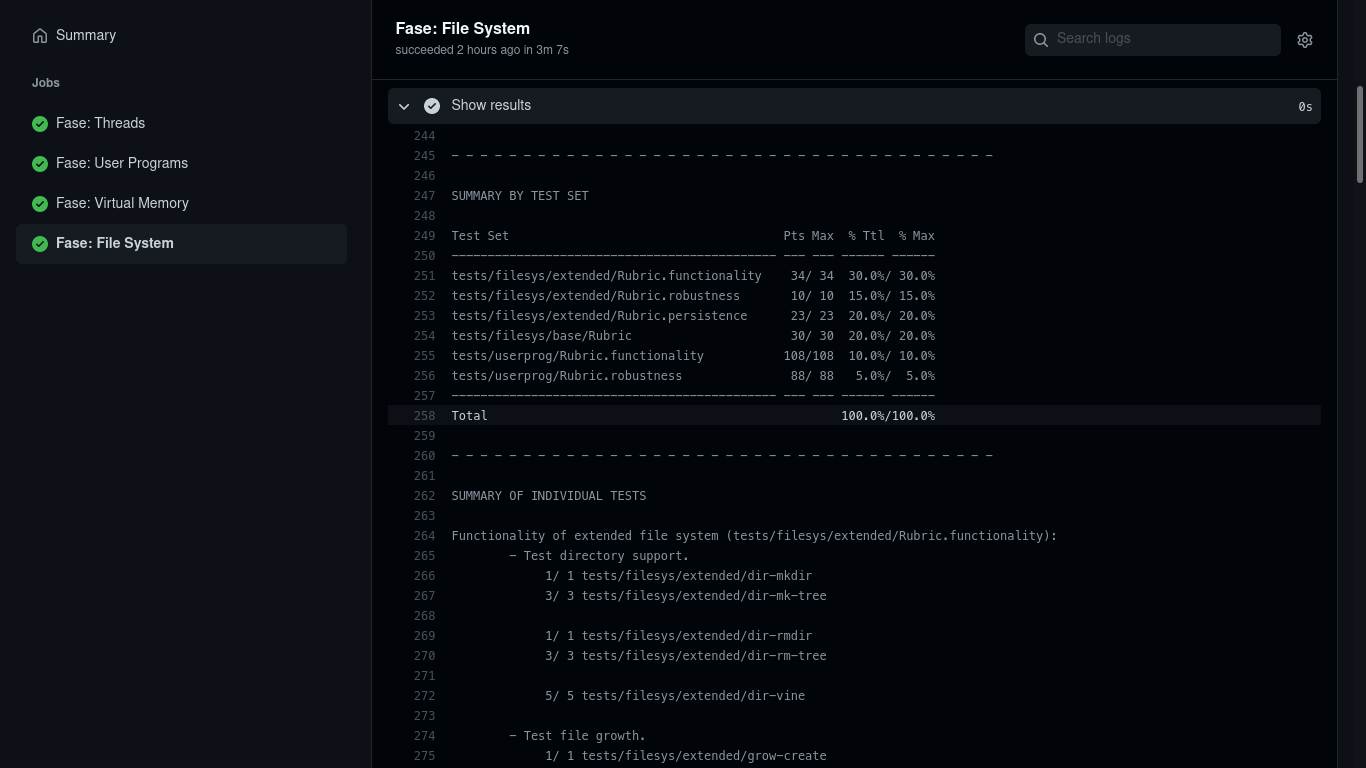 Summary
Jobs
Fase: Threads
Fase: User Programs
Fase: Virtual Memory
Fase: File System
Fase: File System
succeeded 2 hours ago in 3m 7s
Search logs
Show results 0s
244
245 – – – – – – – – – – – – – – – – – – – – – – – – – – – – – – – – – – – – – –
246
247 SUMMARY BY TEST SET
248
249 Test Set Pts Max % Ttl % Max
250 ––––––––––––––––––––––––––––––––––––––––––––– ––– ––– –––––– ––––––
251 tests/filesys/extended/Rubric.functionality 34/ 34 30.0%/ 30.0%
252 tests/filesys/extended/Rubric.robustness 10/ 10 15.0%/ 15.0%
253 tests/filesys/extended/Rubric.persistence 23/ 23 20.0%/ 20.0%
254 tests/filesys/base/Rubric 30/ 30 20.0%/ 20.0%
255 tests/userprog/Rubric.functionality 108/108 10.0%/ 10.0%
256 tests/userprog/Rubric.robustness 88/ 88 5.0%/ 5.0%
257 ––––––––––––––––––––––––––––––––––––––––––––– ––– ––– –––––– ––––––
258 Total 100.0%/100.0%
259
260 – – – – – – – – – – – – – – – – – – – – – – – – – – – – – – – – – – – – – –
261
262 SUMMARY OF INDIVIDUAL TESTS
263
264 Functionality of extended file system (tests/filesys/extended/Rubric.functionality):
265 – Test directory support.
266 1/ 1 tests/filesys/extended/dir–mkdir
267 3/ 3 tests/filesys/extended/dir–mk–tree
268
269 1/ 1 tests/filesys/extended/dir–rmdir
270 3/ 3 tests/filesys/extended/dir–rm–tree
271
272 5/ 5 tests/filesys/extended/dir–vine
273
274 – Test file growth.
275 1/ 1 tests/filesys/extended/grow–create